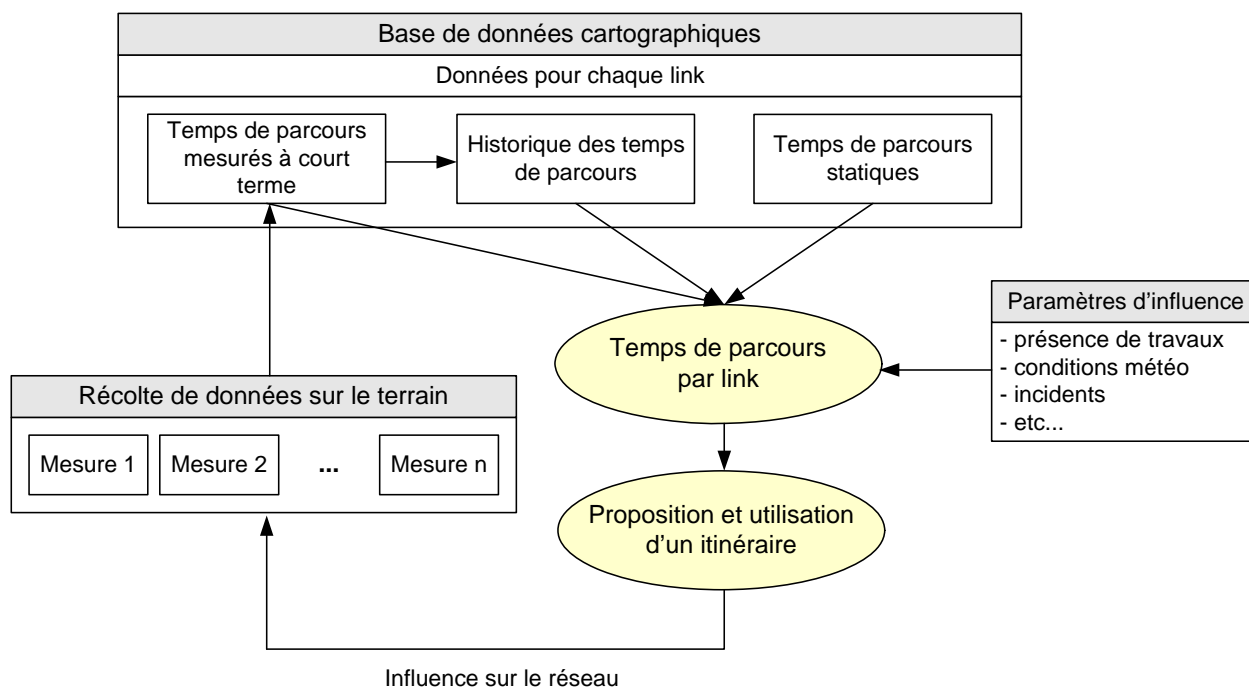 Base de données cartographiques
Données pour chaque link
Temps de parcours
mesurés à court
terme
Historique des temps
de parcours
Temps de parcours
statiques
Paramètres d'influence
- présence de travaux
- conditions météo
- incidents
- etc...
Temps de parcours
par link
Récolte de données sur le terrain
Mesure 1
Mesure 2
...
Mesure n
Proposition et utilisation
d'un itinéraire
Influence sur le réseau